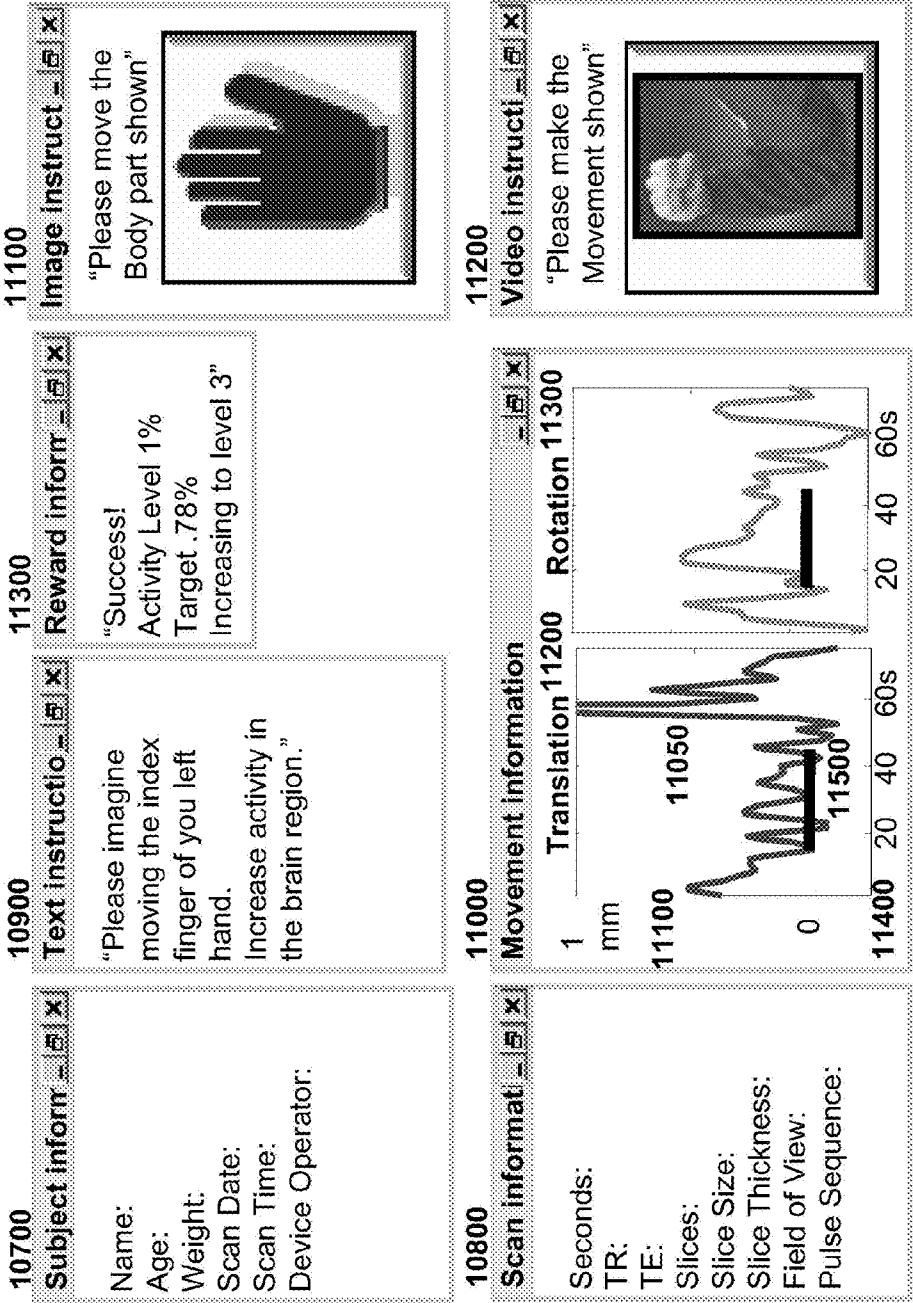 10700
Subject inform
Name:
Age:
Weight:
Scan Date:
Scan Time:
Device Operator:
10900
Text instructio
“Please imagine
moving the index
finger of you left
hand.
Increase activity in
the brain region.”
11300
Reward inform
“Success!
Activity Level 1%
Target .78%
Increasing to level 3”
11100
Image instruct
“Please move the
Body part shown”
10800
Scan informati
Seconds:
TR:
TE:
Slices:
Slice Size:
Slice Thickness:
Field of View:
Pulse Sequence:
11000
Movement information
Translation 11200
Rotation 11300
1
mm
11100
11050
0
11500
11400
20 40 60s
20 40 60s
11200
Video instructi
“Please make the
Movement shown”